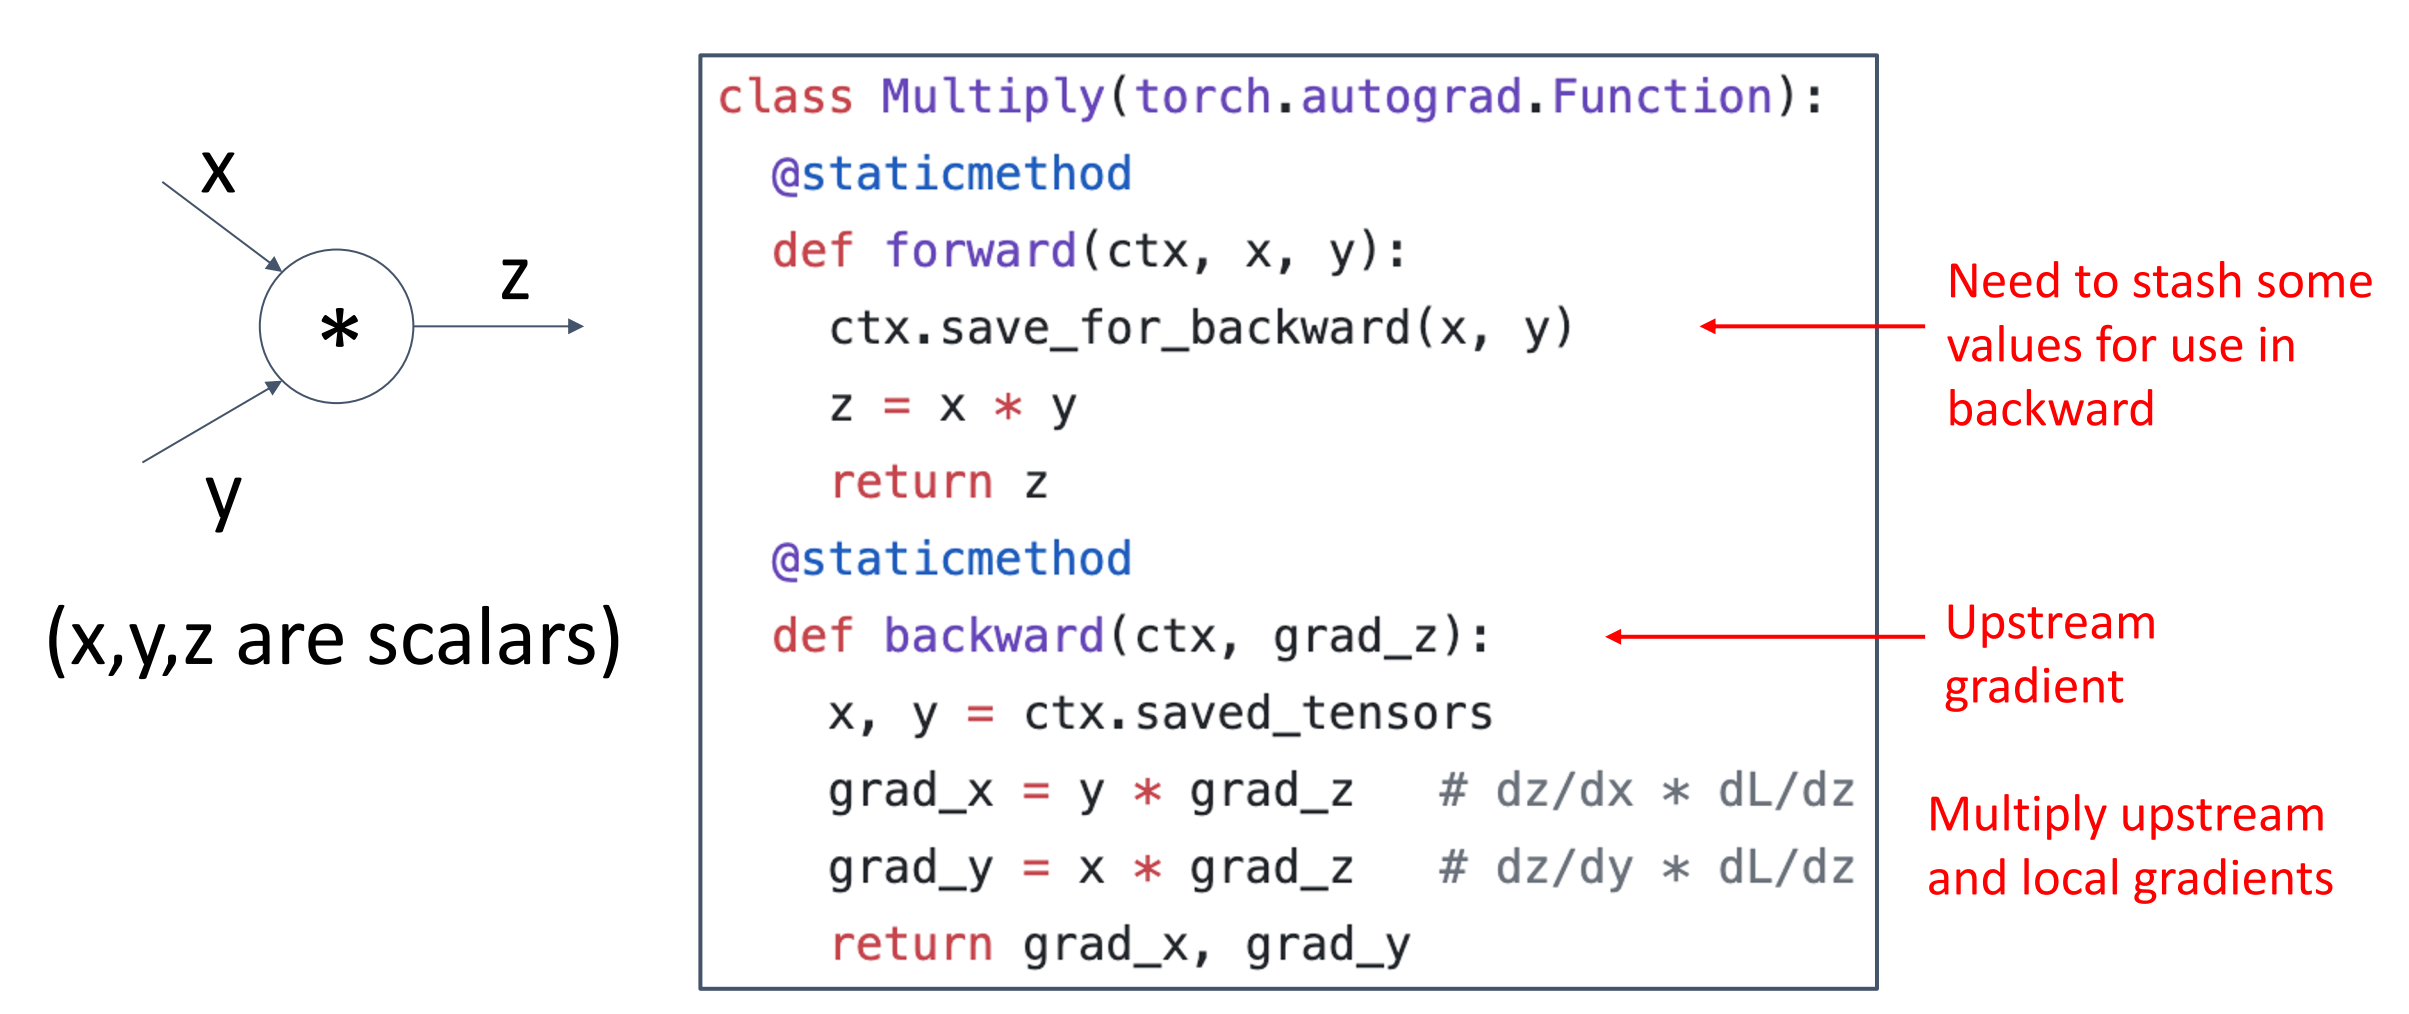 x
z
*
y
(x,y,z are scalars)
class Multiply(torch.autograd.Function):
@staticmethod
def forward(ctx, x, y):
ctx.save_for_backward(x, y)
z = x * y
return z
@staticmethod
def backward(ctx, grad_z):
x, y = ctx.saved_tensors
grad_x = y * grad_z # dz/dx * dL/dz
grad_y = x * grad_z # dz/dy * dL/dz
return grad_x, grad_y
Need to stash some
values for use in
backward
Upstream
gradient
Multiply upstream
and local gradients